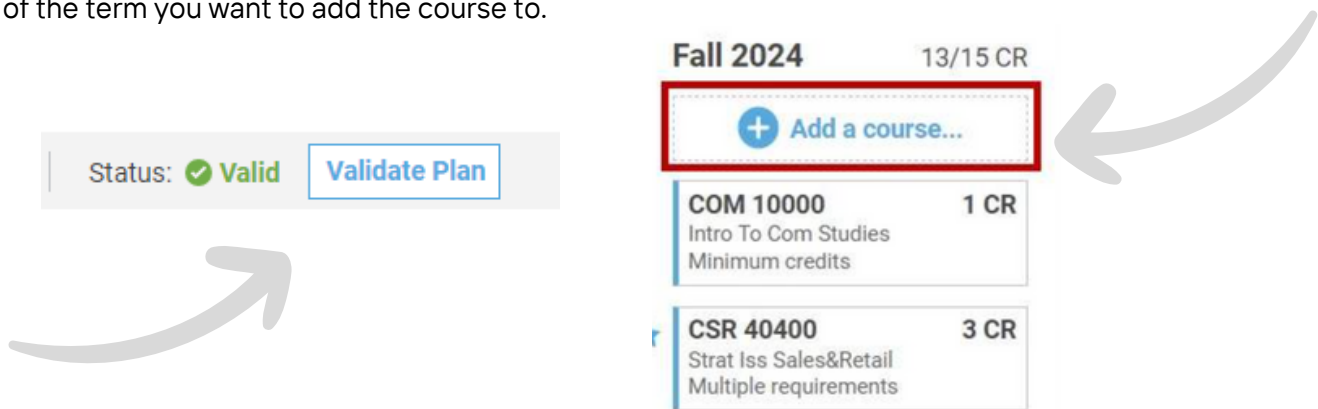 of the term you want to add the course to.
Status: Valid Validate Plan
Fall 2024 13/15 CR
Add a course...
COM 10000 1 CR
Intro To Com Studies
Minimum credits
CSR 40400 3 CR
Strat Iss Sales&Retail
Multiple requirements